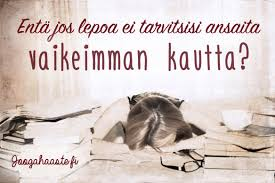 Entä jos lepoa ei tarvitsisi ansaita
vaikeimman kautta?
Joogahaaste.fi